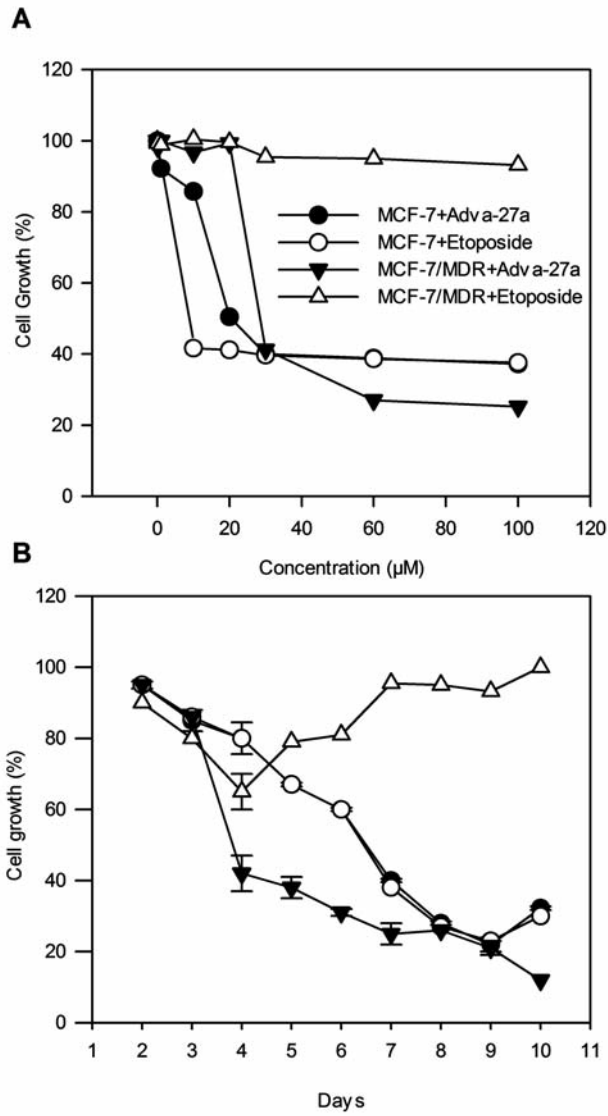 A
120
100
80
60
40
20
0
Cell Growth (%)
MCF-7+Adva-27a
MCF-7+Etoposide
MCF-7/MDR+Adva-27a
MCF-7/MDR+Etoposide
0 20 40 60 80 100 120
Concentration (µM)
B
120
100
80
60
40
20
0
Cell growth (%)
1 2 3 4 5 6 7 8 9 10 11
Days